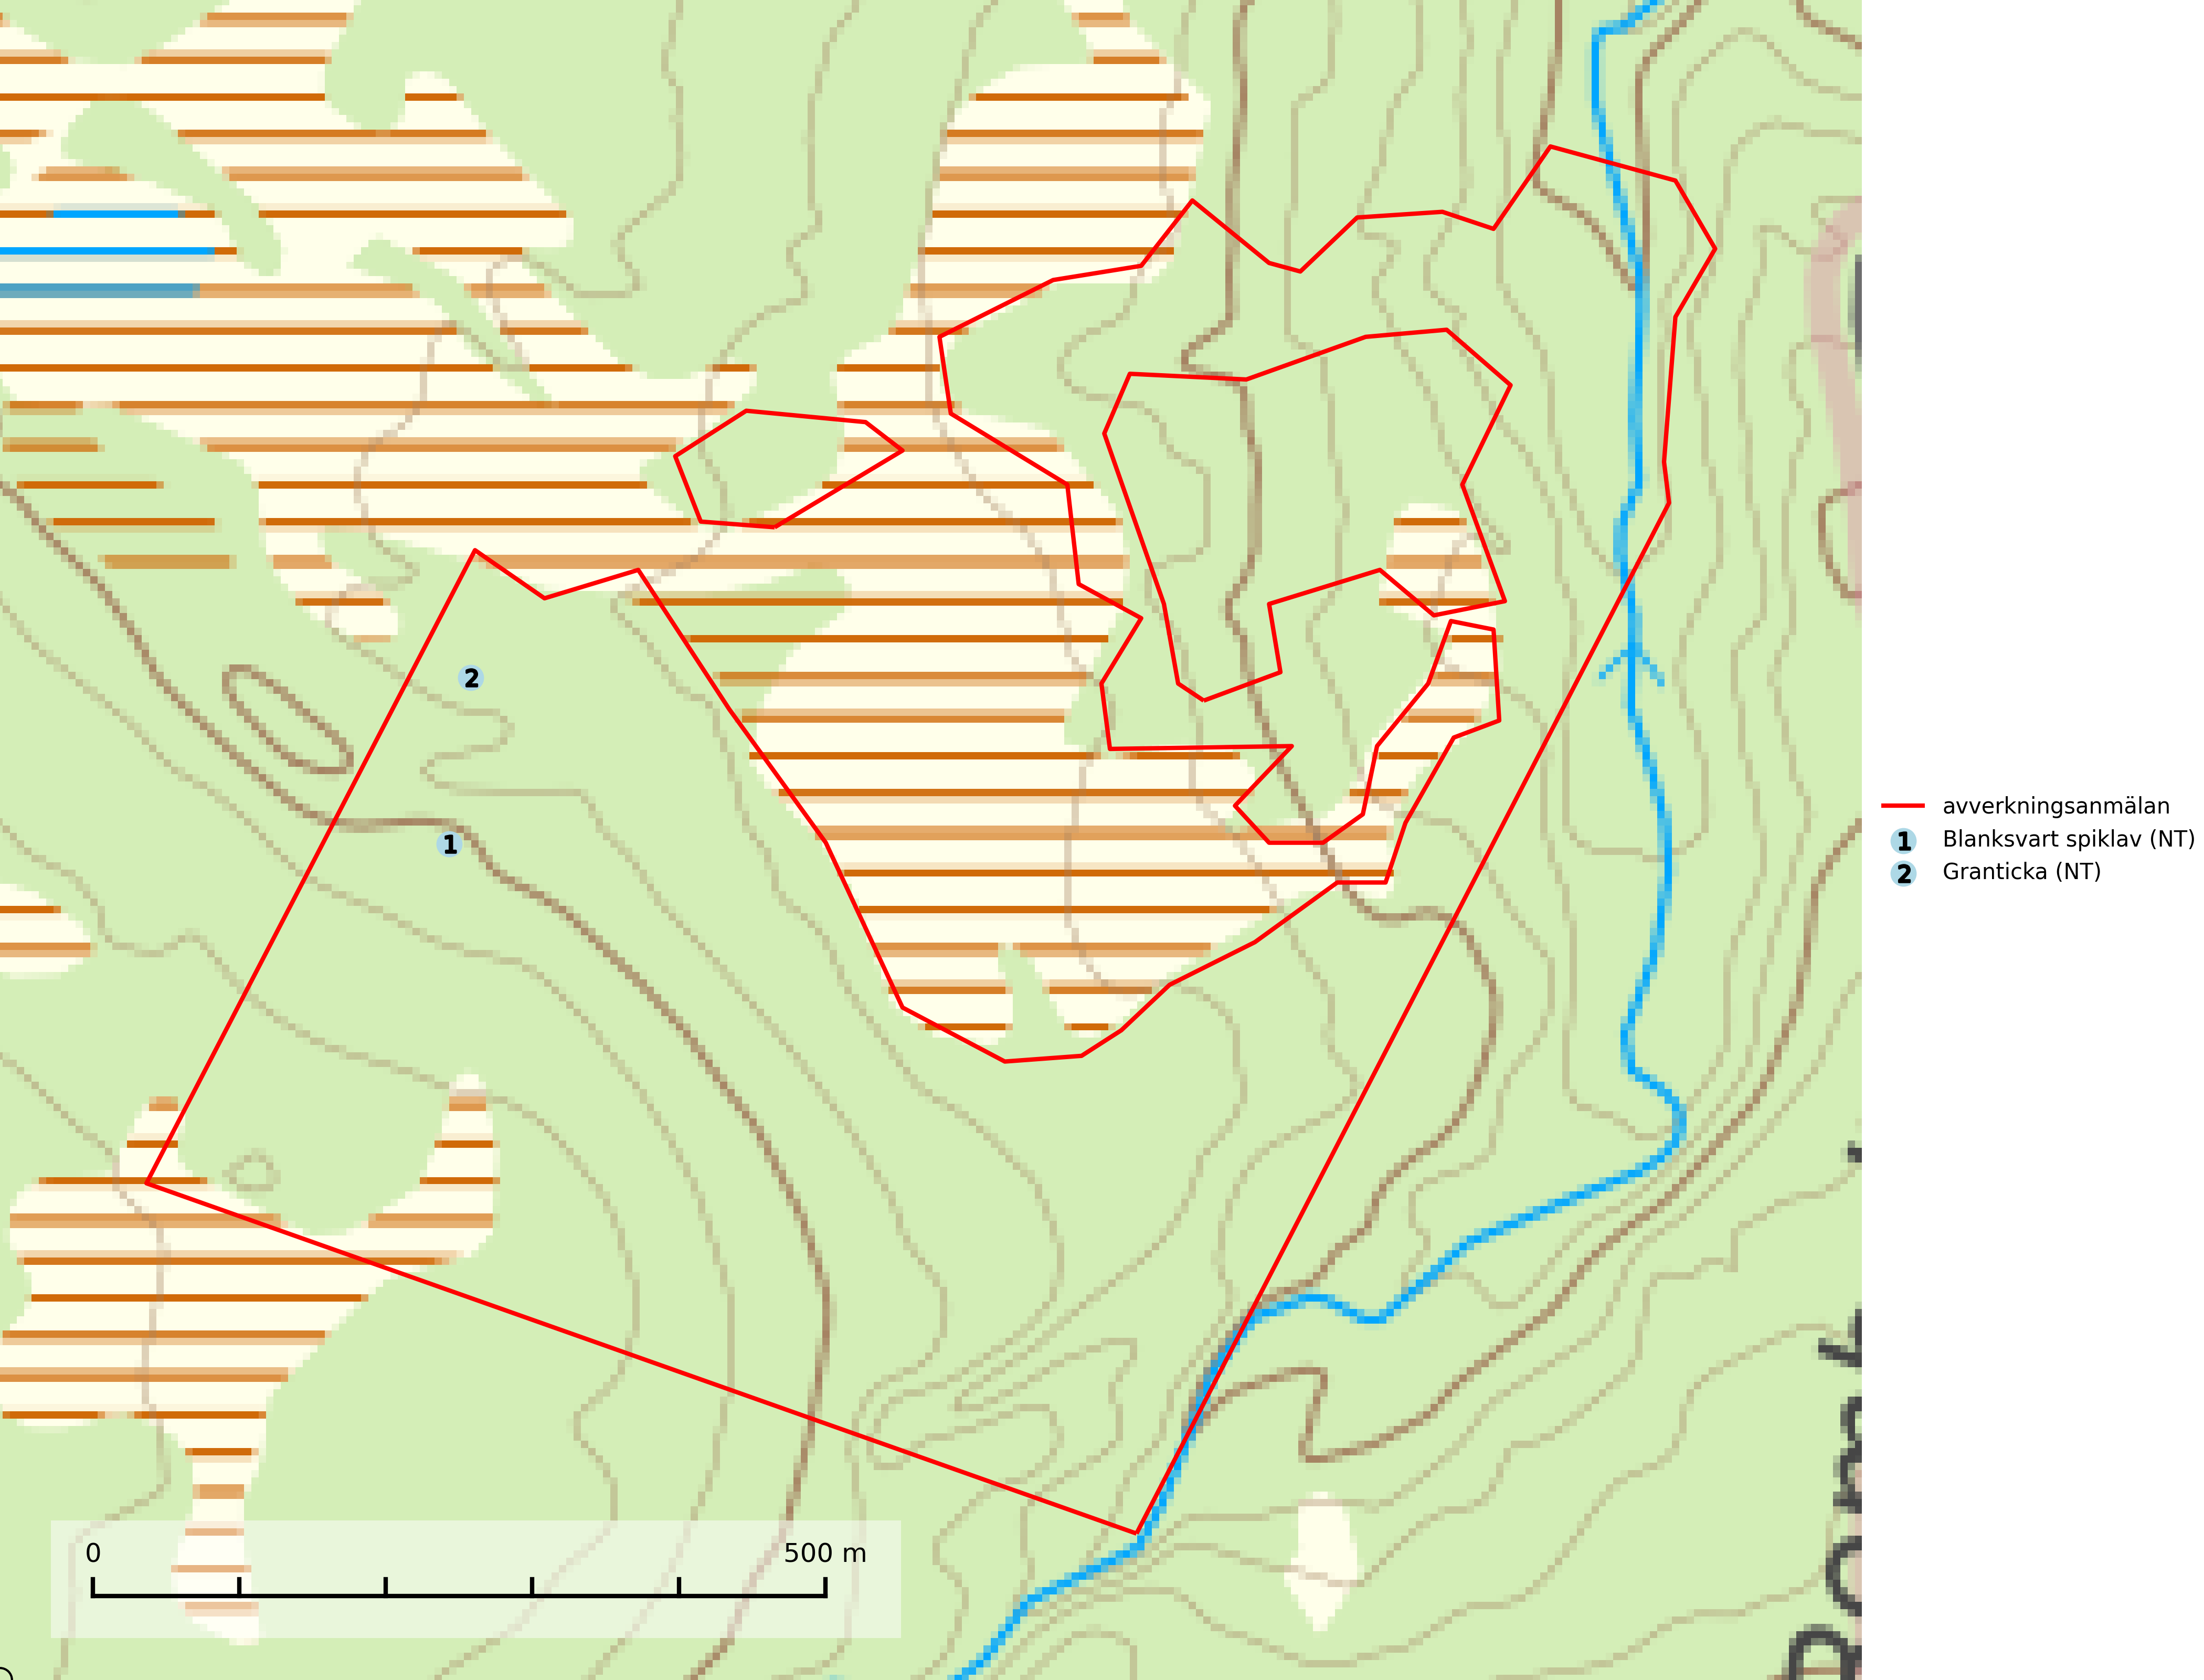 2
1
avverkningsanmälan
1 Blanksvart spiklav (NT)
2 Granticka (NT)
0 500 m